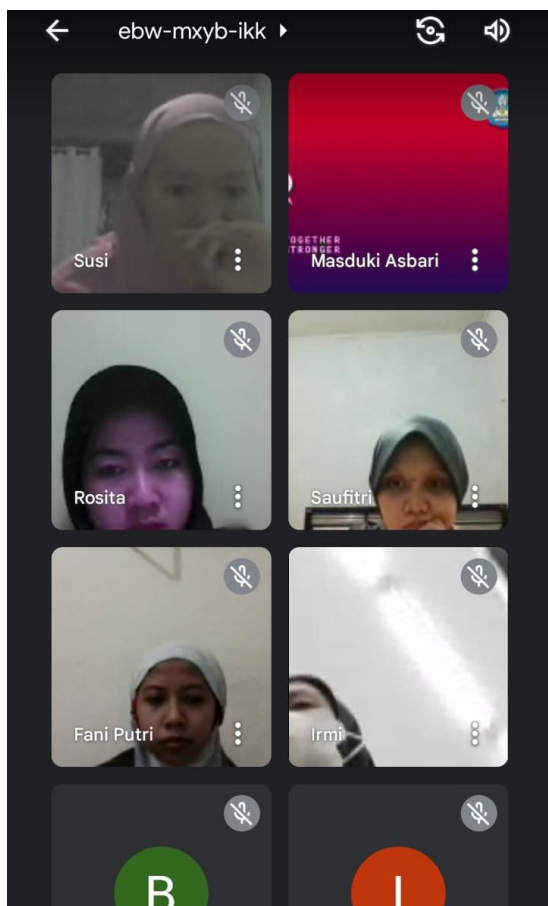 ebw-mxyb-ikk
Susi
OGETHER
TRONGER
Masduki Asbari
Rosita
Saufitri
Fani Putri
Irmi
B
I